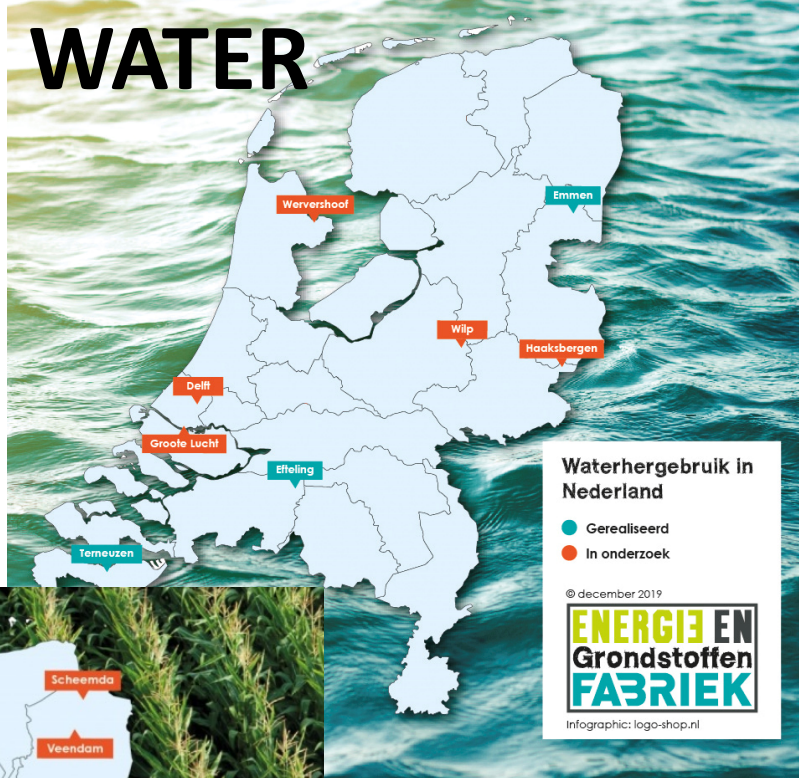 WATER
Emmen
Wervershoof
Wilp
Haaksbergen
Delft
Groote Lucht
Efteling
Terneuzen
Scheemda
Veendam
Waterhergebruik in
Nederland
Gerealiseerd
In onderzoek
© december 2019
ENERGIE EN
Grondstoffen
FABRIEK
Infographic: logo-shop.nl